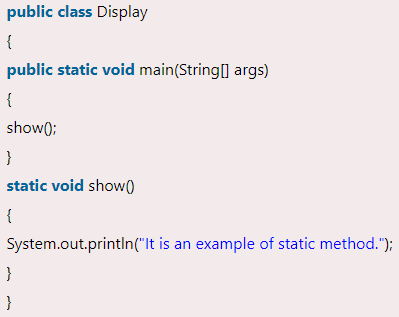 public class Display
{
public static void main(String[] args)
{
show();
}
static void show()
{
System.out.println("It is an example of static method.");
}
}